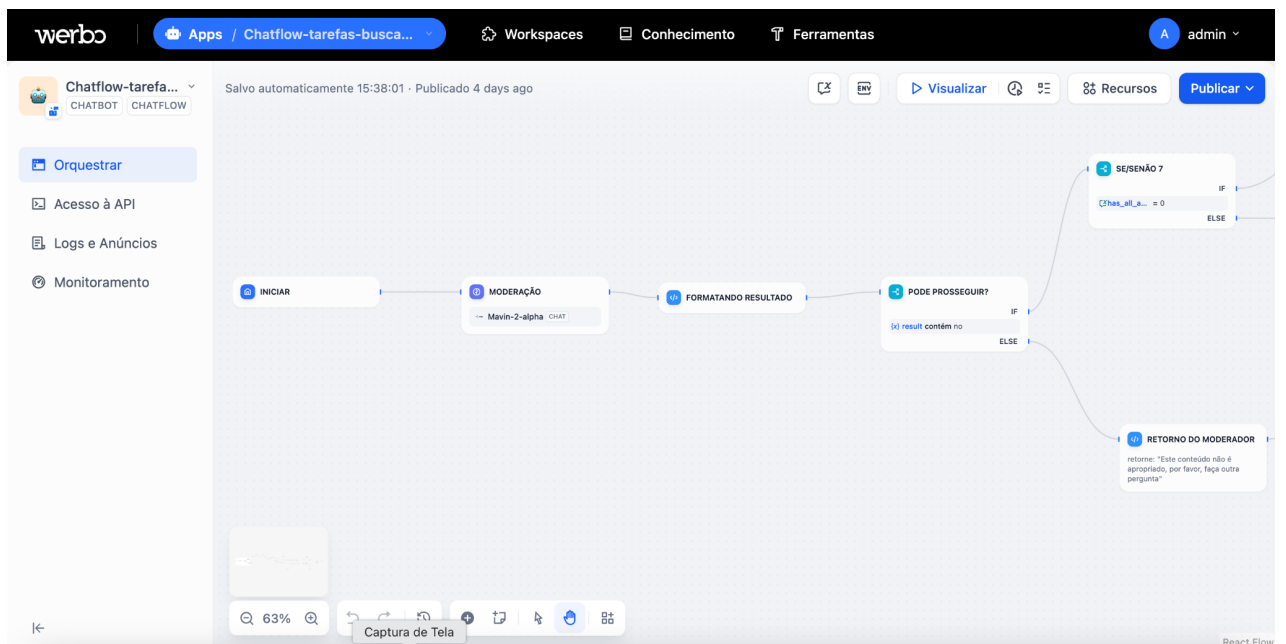 werbo
Apps / Chatflow-tarefas-busca...
Workspaces
Conhecimento
Ferramentas
A
admin
Chatflow-tarefa...
CHATBOT CHATFLOW
Salvo automaticamente 15:38:01 · Publicado 4 days ago
ENV
Visualizar
Recursos
Publicar
Orquestrar
Acesso à API
Logs e Anúncios
Monitoramento
SE/SENÃO 7
IF
has_all_a... = 0
ELSE
INICIAR
MODERAÇÃO
Mavin-2-alpha CHAT
FORMATANDO RESULTADO
PODE PROSSEGUIR?
IF
{x} result contém no
ELSE
RETORNO DO MODERADOR
retorne: "Este conteúdo não é
apropriado, por favor, faça outra
pergunta"
63%
Captura de Tela
React Flow